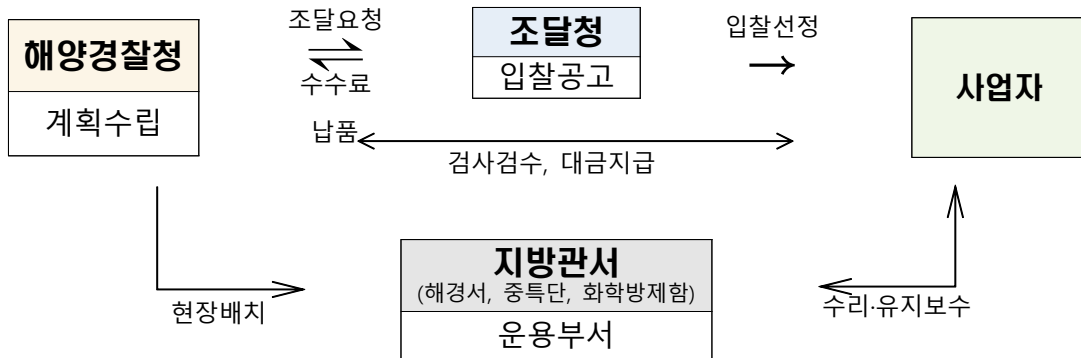 해양경찰청
계획수립
조달요청
수수료
조달청
입찰공고
입찰선정
사업자
납품
검사검수, 대금지급
현장배치
지방관서
(해경서, 중특단, 화학방제함)
운용부서
수리·유지보수